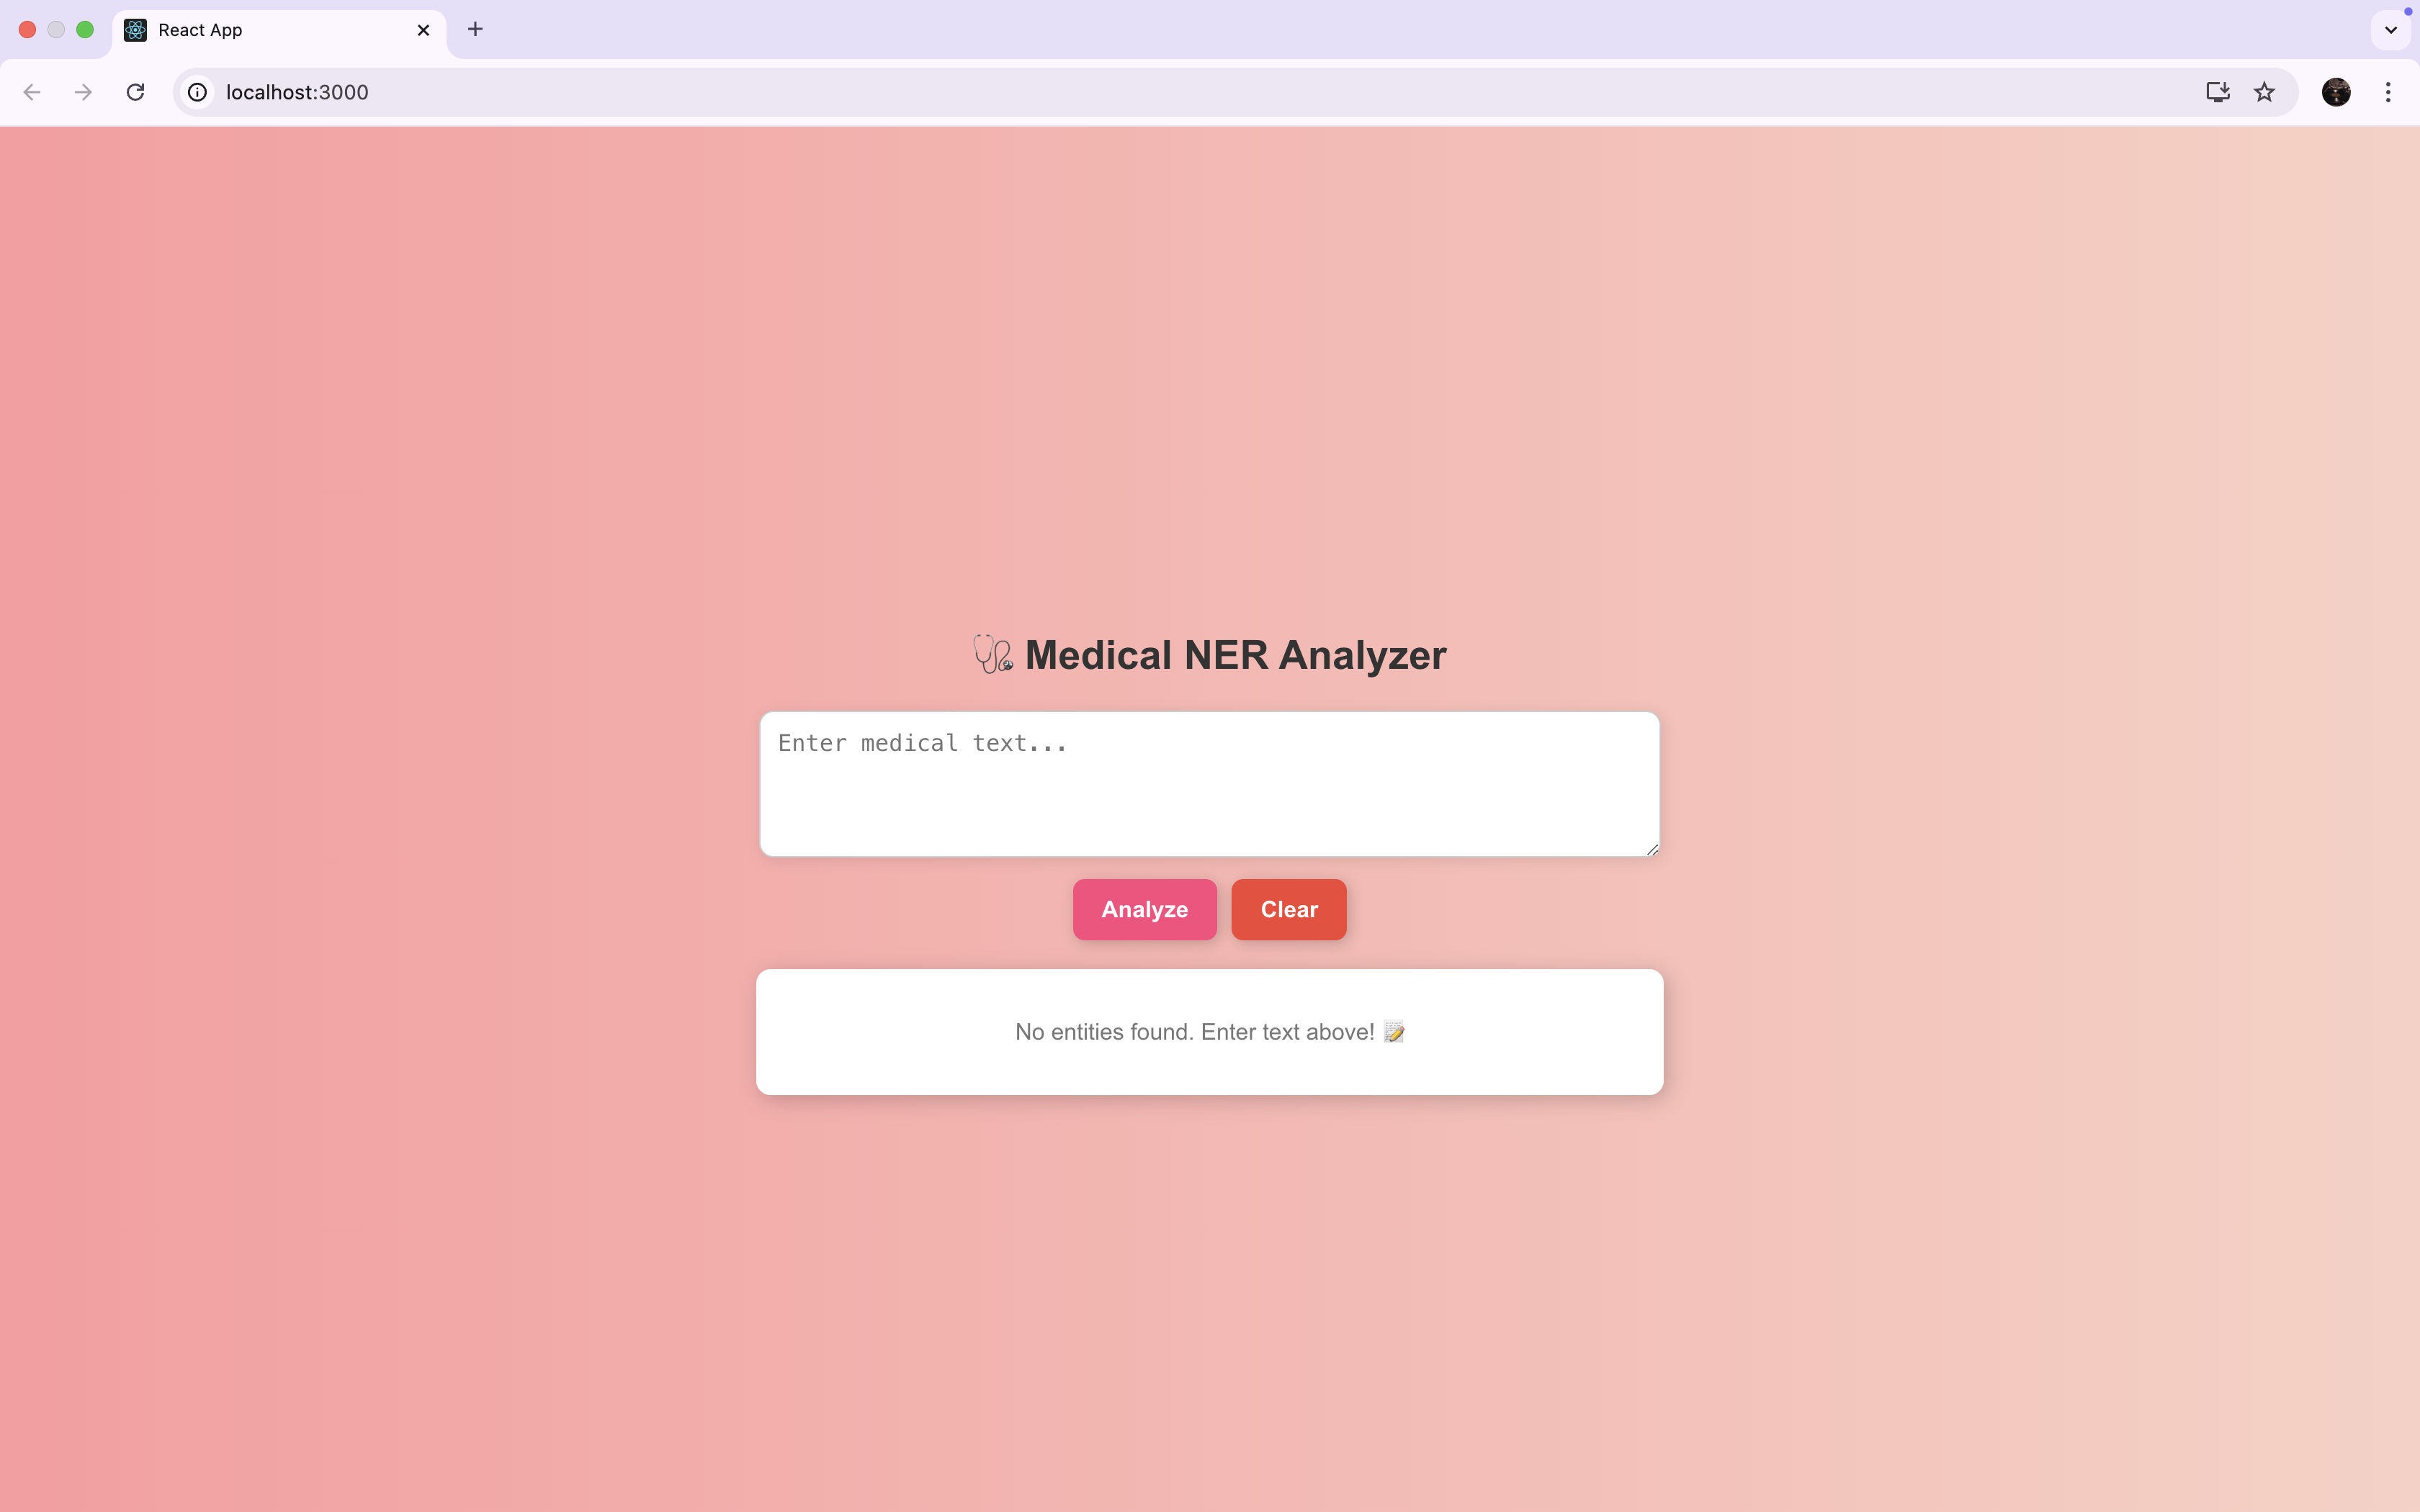 React App
localhost:3000
🩺 Medical NER Analyzer
Enter medical text...
Analyze
Clear
No entities found. Enter text above! 📝